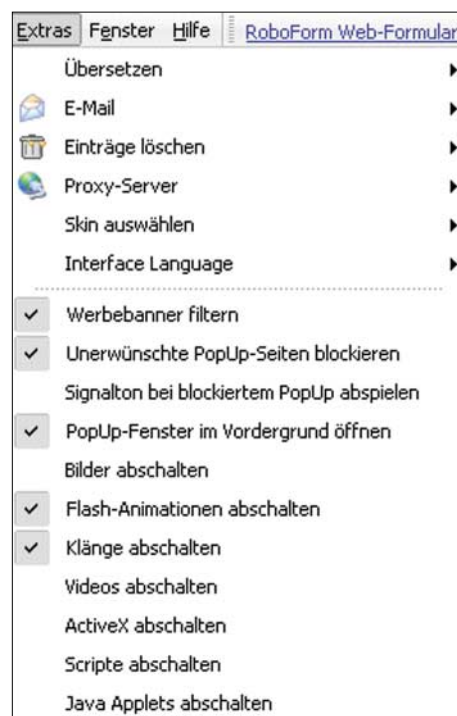 Extras Fenster Hilfe RoboForm Web-Formular
Übersetzen
E-Mail
Einträge löschen
Proxy-Server
Skin auswählen
Interface Language
Werbebanner filtern
Unerwünschte PopUp-Seiten blockieren
Signalton bei blockiertem PopUp abspielen
PopUp-Fenster im Vordergrund öffnen
Bilder abschalten
Flash-Animationen abschalten
Klänge abschalten
Videos abschalten
ActiveX abschalten
Scripte abschalten
Java Applets abschalten